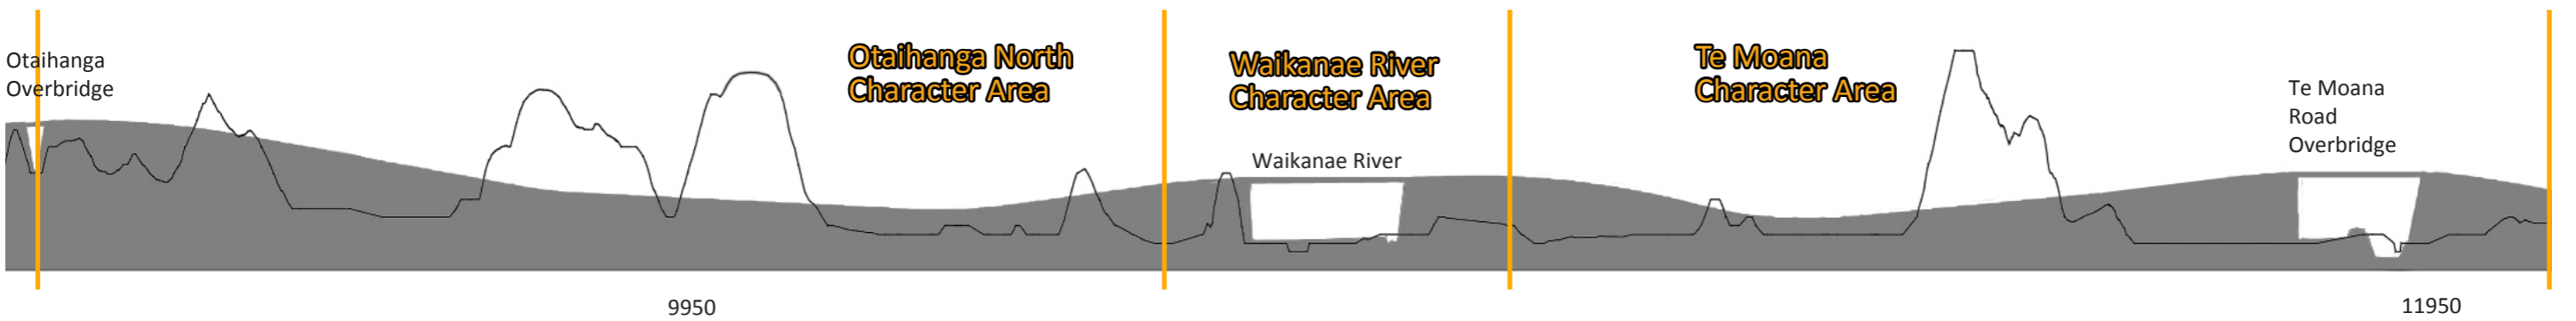 Otaihanga
Overbridge
Otaihanga North
Character Area
Waikanae River
Character Area
Waikanae River
Te Moana
Character Area
Te Moana
Road
Overbridge
9950
11950